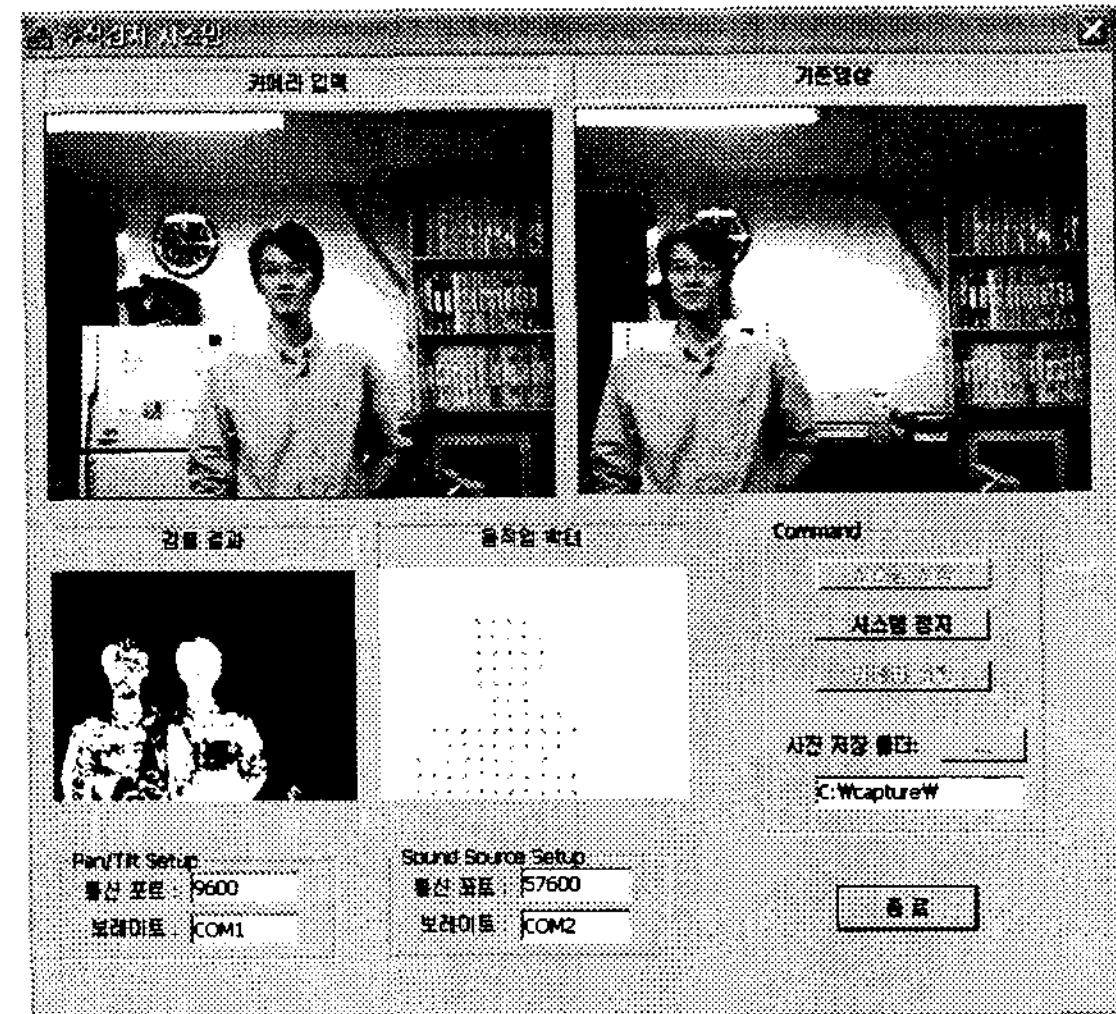 카메라 입력
기준영상
검출 결과
움직임 벡터
Command
시스템 정지
사진 저장 폴더:
...
C:\capture\
Pan/Tilt Setup
통신 포트 : 9600
보레이트 : COM1
Sound Source Setup
통신 포트 : 57600
보레이트 : COM2
종 료